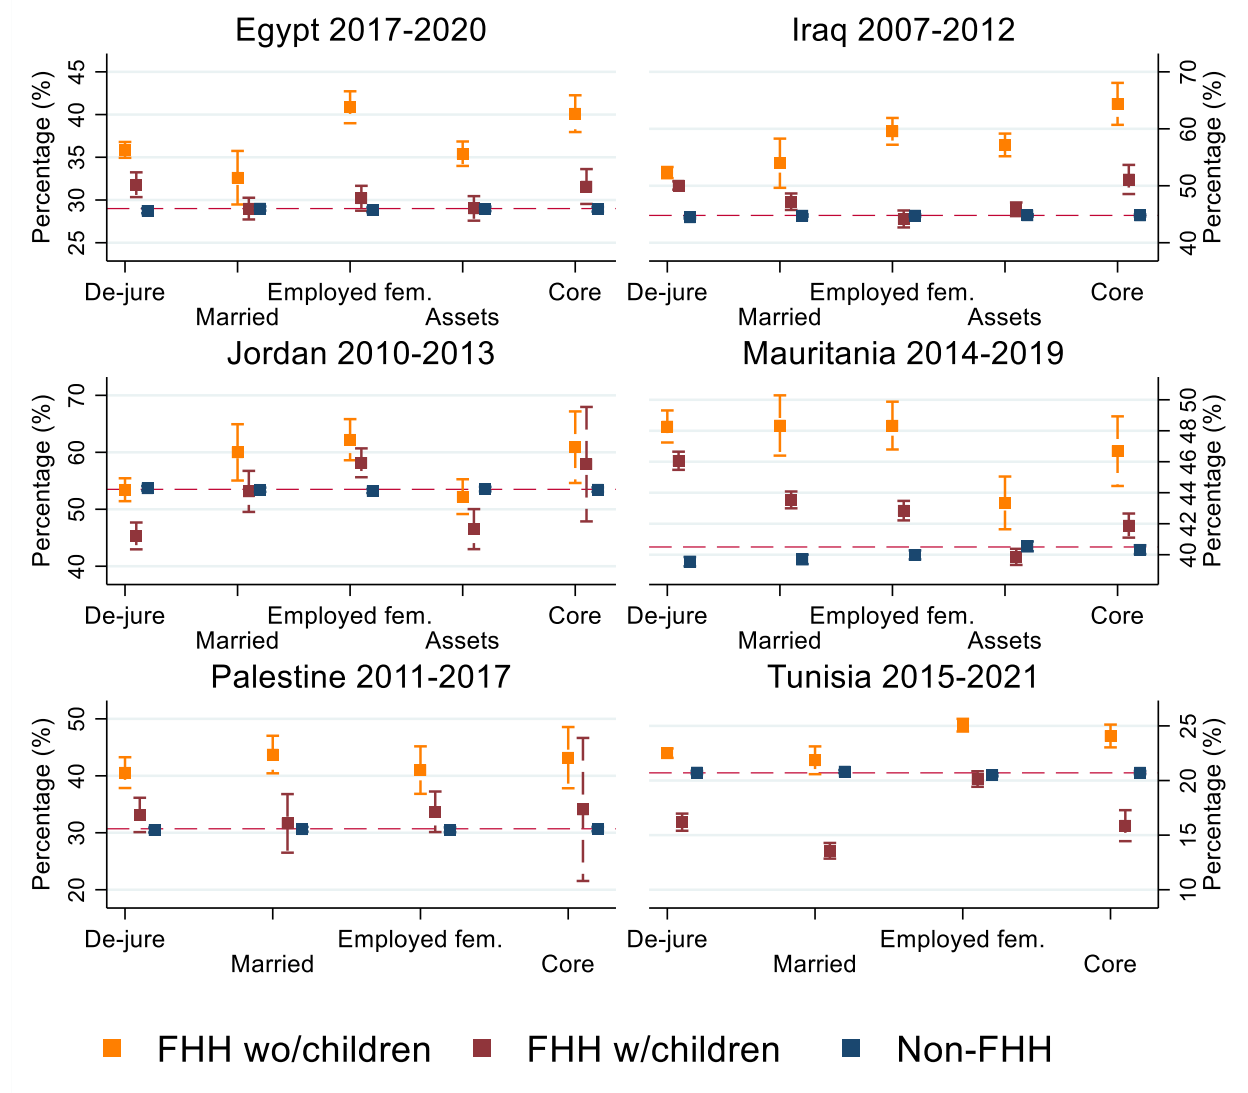 Egypt 2017-2020
Percentage (%)
45
40
35
30
25
De-jure
Employed fem.
Core
Married
Assets
Iraq 2007-2012
Percentage (%)
70
60
50
40
De-jure
Employed fem.
Core
Married
Assets
Jordan 2010-2013
Percentage (%)
70
60
50
40
De-jure
Employed fem.
Core
Married
Assets
Mauritania 2014-2019
Percentage (%)
50
48
46
44
42
40
De-jure
Employed fem.
Core
Married
Assets
Palestine 2011-2017
Percentage (%)
50
40
30
20
De-jure
Employed fem.
Married
Core
Tunisia 2015-2021
Percentage (%)
25
20
15
10
De-jure
Employed fem.
Married
Core
FHH wo/children
FHH w/children
Non-FHH